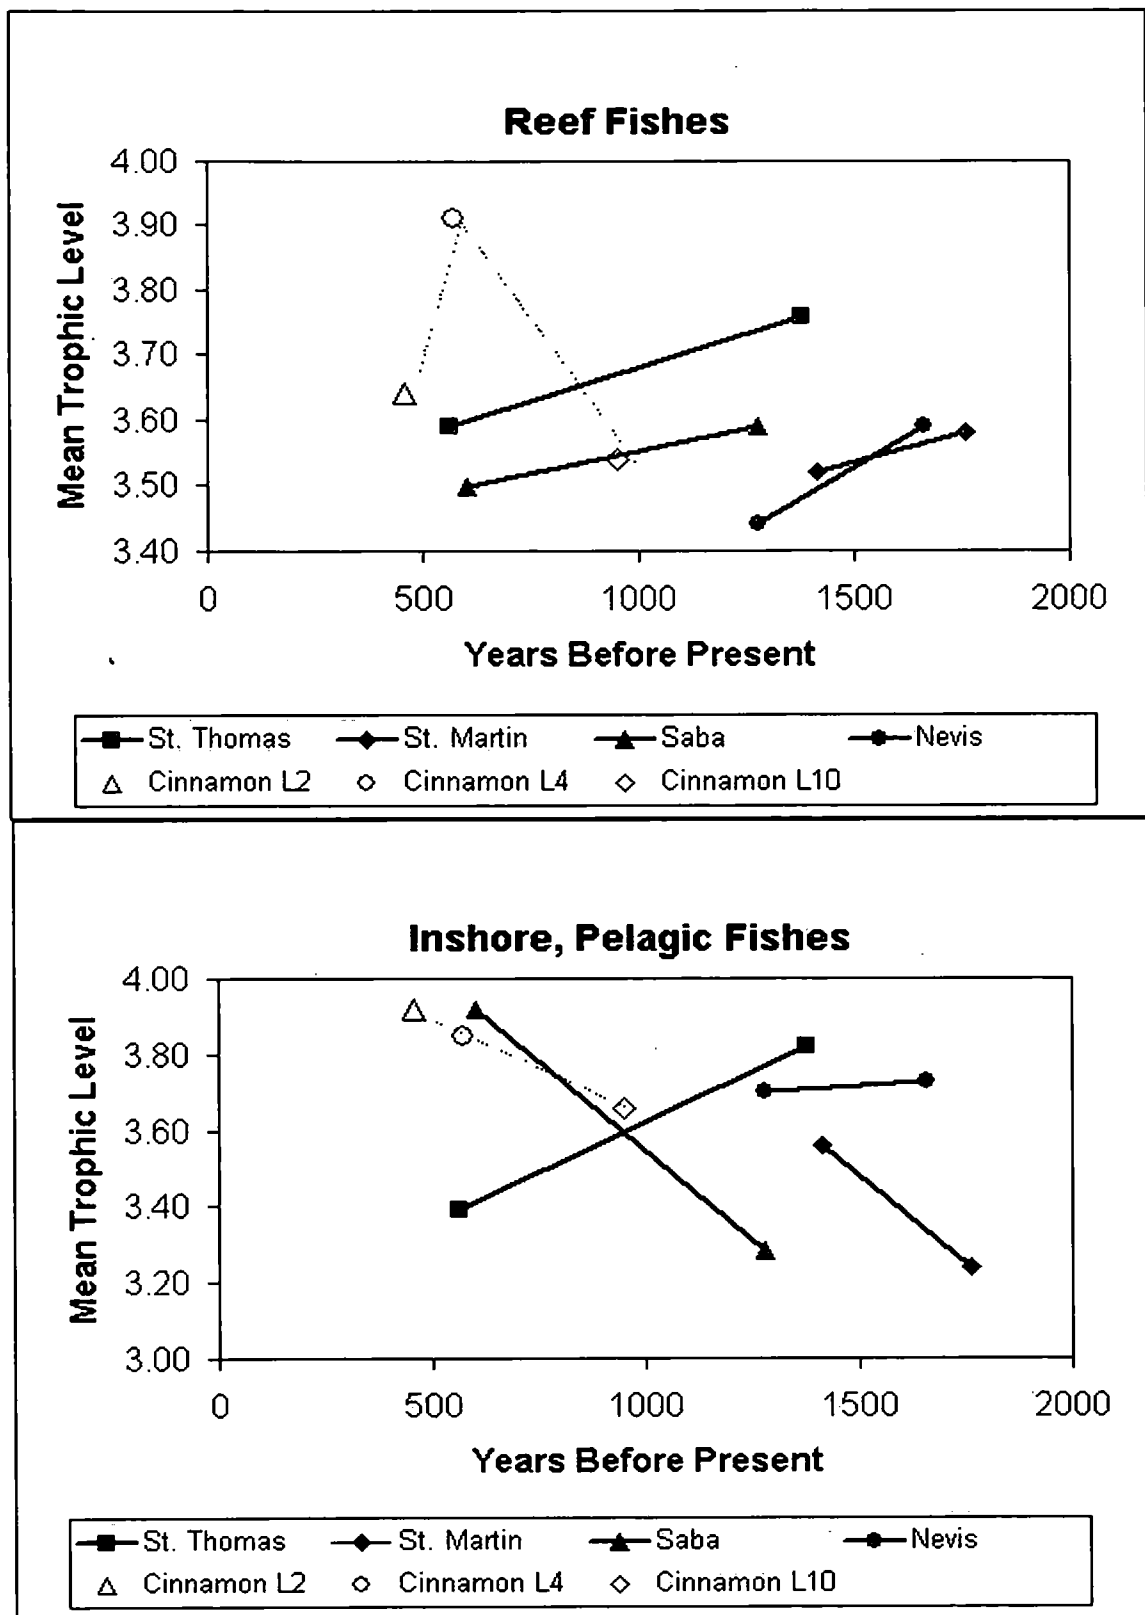 Reef Fishes
4.00
3.90
3.80
3.70
3.60
3.50
3.40
Mean Trophic Level
0 500 1000 1500 2000
Years Before Present
St. Thomas St. Martin Saba Nevis
Cinnamon L2 Cinnamon L4 Cinnamon L10
Inshore, Pelagic Fishes
4.00
3.80
3.60
3.40
3.20
3.00
Mean Trophic Level
0 500 1000 1500 2000
Years Before Present
St. Thomas St. Martin Saba Nevis
Cinnamon L2 Cinnamon L4 Cinnamon L10